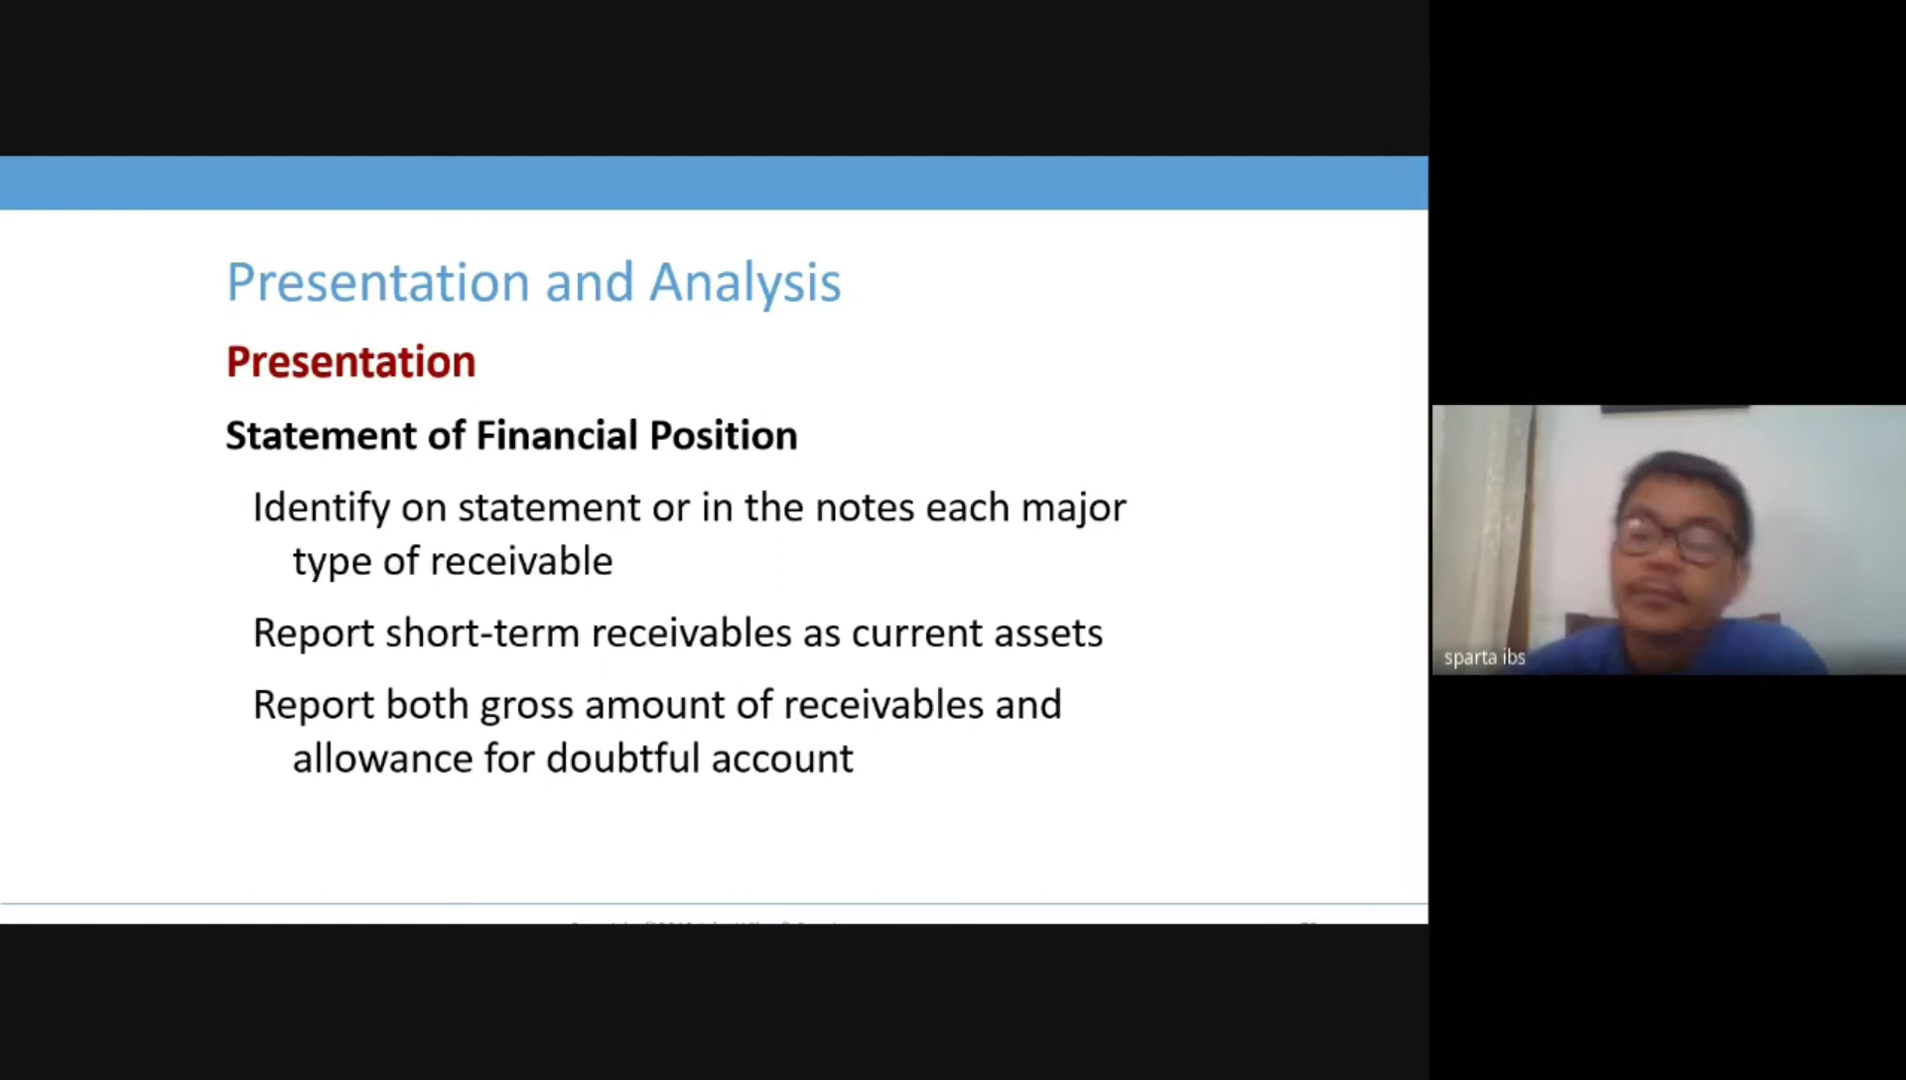 Presentation and Analysis
Presentation
Statement of Financial Position
Identify on statement or in the notes each major
type of receivable
Report short-term receivables as current assets
Report both gross amount of receivables and
allowance for doubtful account
sparta ibs